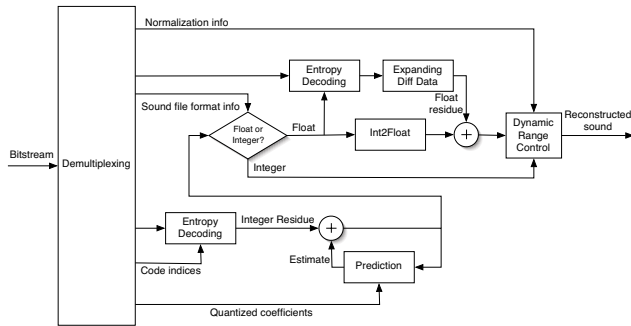 Normalization info
Entropy
Decoding
Expanding
Diff Data
Sound file format info
Float
residue
Float or
Integer?
Float
Int2Float
Dynamic
Range
Control
Reconstructed
sound
Bitstream
Demultiplexing
Integer
Entropy
Decoding
Integer Residue
Code indices
Estimate
Prediction
Quantized coefficients
+
+